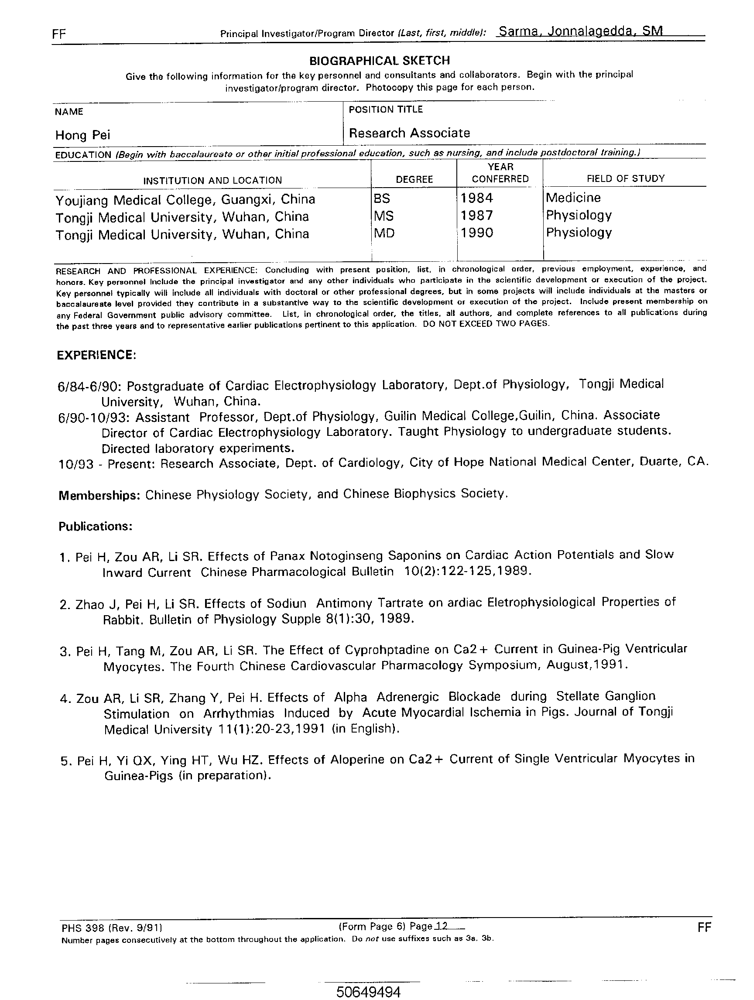 FF Principal Investigator/Program Director (Last, first, middle): Sarma, Jonnalagedda, SM
BIOGRAPHICAL SKETCH
Give the following information for the key personnel and consultants and collaborators. Begin with the principal
investigator/program director. Photocopy this page for each person.
NAME POSITION TITLE
Hong Pei Research Associate
EDUCATION (Begin with baccalaureate or other initial professional education, such as nursing, and include postdoctoral training.)
INSTITUTION AND LOCATION DEGREE YEAR CONFERRED FIELD OF STUDY
Youjiang Medical College, Guangxi, China BS 1984 Medicine
Tongji Medical University, Wuhan, China MS 1987 Physiology
Tongji Medical University, Wuhan, China MD 1990 Physiology
RESEARCH AND PROFESSIONAL EXPERIENCE: Concluding with present position, list, in chronological order, previous employment, experience, and
honors. Key personnel include the principal investigator and any other individuals who participate in the scientific development or execution of the project.
Key personnel typically will include all individuals with doctoral or other professional degrees, but in some projects will include individuals at the masters or
baccalaureate level provided they contribute in a substantive way to the scientific development or execution of the project. Include present membership on
any Federal Government public advisory committee. List, in chronological order, the titles, all authors, and complete references to all publications during
the past three years and to representative earlier publications pertinent to this application. DO NOT EXCEED TWO PAGES.
EXPERIENCE:
6/84-6/90: Postgraduate of Cardiac Electrophysiology Laboratory, Dept.of Physiology, Tongji Medical
University, Wuhan, China.
6/90-10/93: Assistant Professor, Dept.of Physiology, Guilin Medical College,Guilin, China. Associate
Director of Cardiac Electrophysiology Laboratory. Taught Physiology to undergraduate students.
Directed laboratory experiments.
10/93 - Present: Research Associate, Dept. of Cardiology, City of Hope National Medical Center, Duarte, CA.
Memberships: Chinese Physiology Society, and Chinese Biophysics Society.
Publications:
1. Pei H, Zou AR, Li SR. Effects of Panax Notoginseng Saponins on Cardiac Action Potentials and Slow
Inward Current Chinese Pharmacological Bulletin 10(2):122-125,1989.
2. Zhao J, Pei H, Li SR. Effects of Sodiun Antimony Tartrate on ardiac Eletrophysiological Properties of
Rabbit. Bulletin of Physiology Supple 8(1):30, 1989.
3. Pei H, Tang M, Zou AR, Li SR. The Effect of Cyprohptadine on Ca2+ Current in Guinea-Pig Ventricular
Myocytes. The Fourth Chinese Cardiovascular Pharmacology Symposium, August,1991.
4. Zou AR, Li SR, Zhang Y, Pei H. Effects of Alpha Adrenergic Blockade during Stellate Ganglion
Stimulation on Arrhythmias Induced by Acute Myocardial Ischemia in Pigs. Journal of Tongji
Medical University 11(1):20-23,1991 (in English).
5. Pei H, Yi QX, Ying HT, Wu HZ. Effects of Aloperine on Ca2+ Current of Single Ventricular Myocytes in
Guinea-Pigs (in preparation).
PHS 398 (Rev. 9/91) (Form Page 6) Page 12 FF
Number pages consecutively at the bottom throughout the application. Do not use suffixes such as 3a. 3b.
50649494